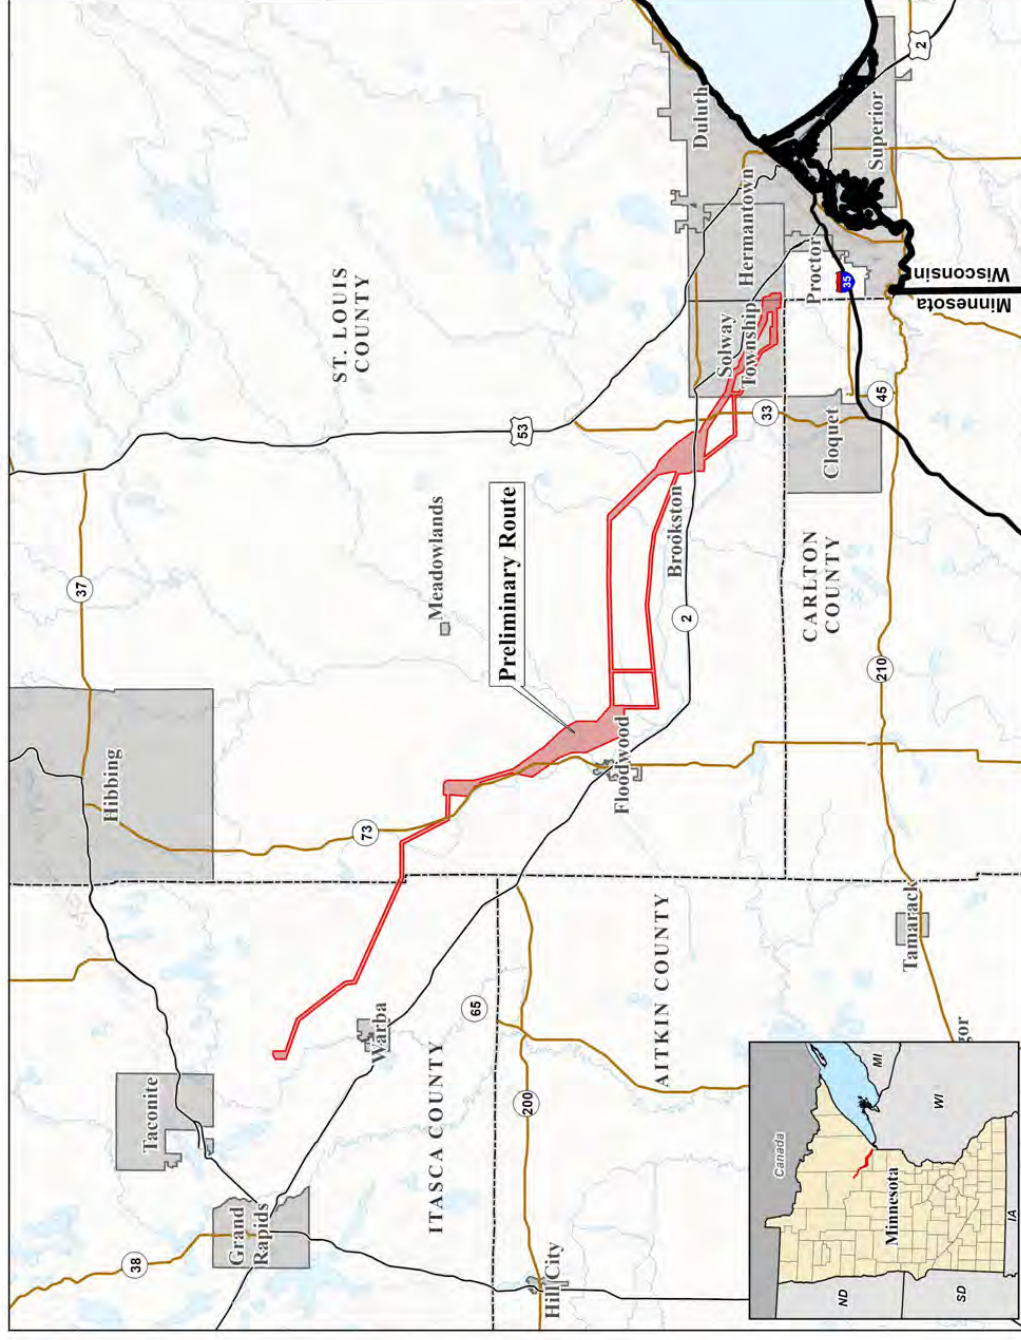 37
Hibbing
73
38
Grand
Rapids
Taconite
Warba
ITASCA COUNTY
65
200
Hill City
AITKIN COUNTY
Tamarack
gor
Floodwood
Preliminary Route
Meadowlands
ST. LOUIS
COUNTY
53
2
Brookston
CARLTON
COUNTY
210
33
Cloquet
45
Solway
Township
Hermantown
Proctor
35
Duluth
Superior
2
Minnesota
Wisconsin
Canada
ND
SD
Minnesota
IA
WI
MI